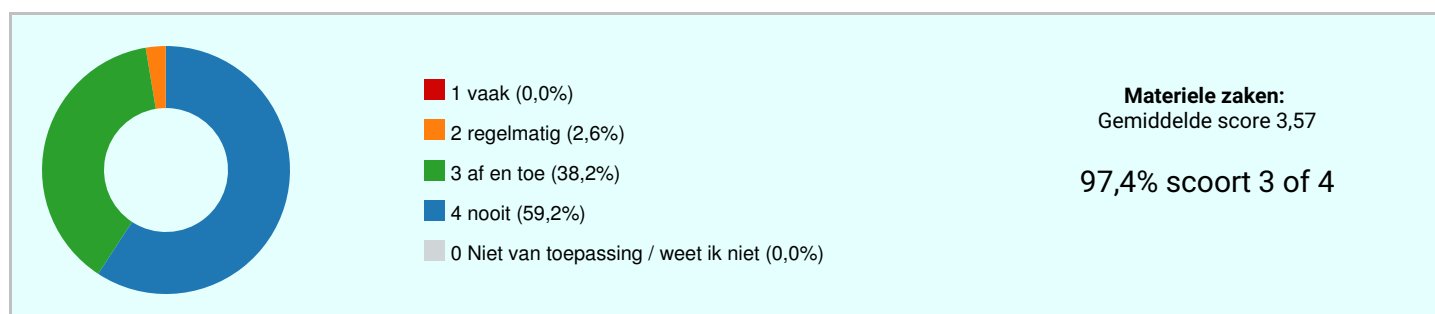 1 vaak (0,0%)
2 regelmatig (2,6%)
3 af en toe (38,2%)
4 nooit (59,2%)
0 Niet van toepassing / weet ik niet (0,0%)
Materiele zaken:
Gemiddelde score 3,57
97,4% scoort 3 of 4